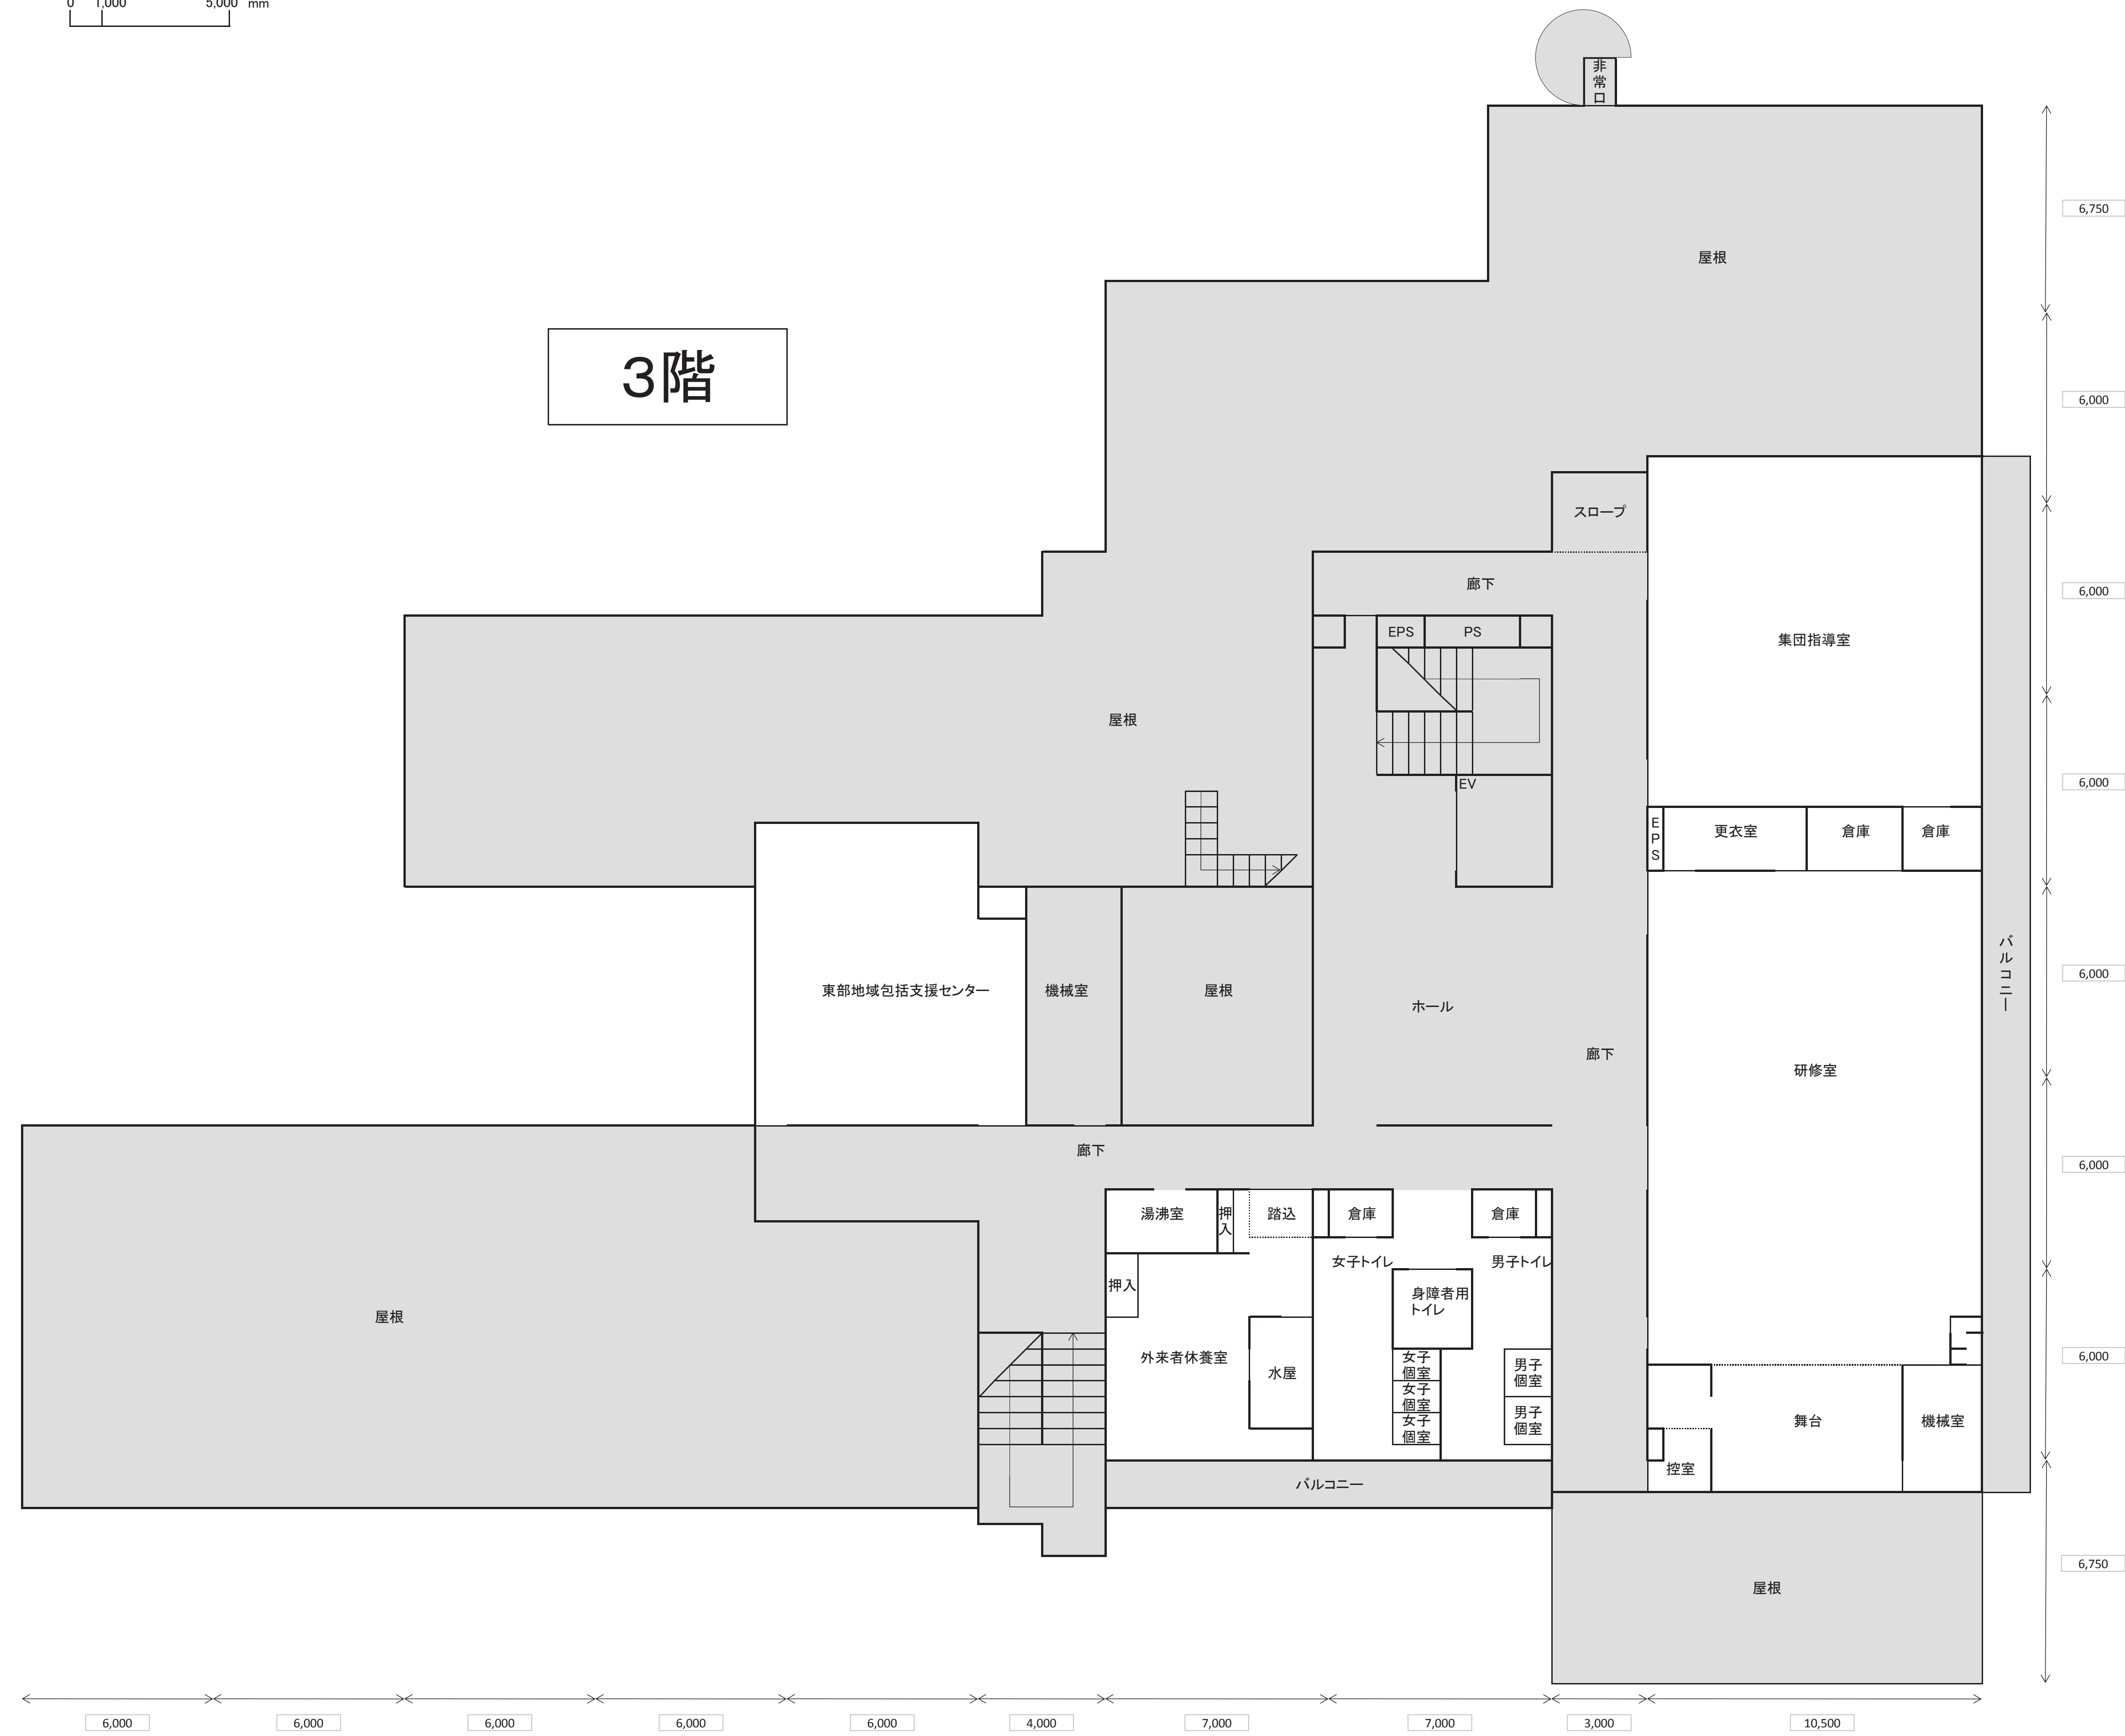 0 1,000 5,000 mm
非常口
6,750
屋根
3階
6,000
スロープ
6,000
廊下
EPS PS
集団指導室
屋根
6,000
EV
EPS
更衣室
倉庫
倉庫
バルコニー
東部地域包括支援センター
機械室
屋根
ホール
6,000
廊下
研修室
廊下
6,000
湯沸室
押入
踏込
倉庫
倉庫
女子トイレ
男子トイレ
押入
身障者用
トイレ
屋根
外来者休養室
水屋
女子
個室
女子
個室
女子
個室
男子
個室
男子
個室
6,000
舞台
機械室
控室
バルコニー
6,750
屋根
6,000 6,000 6,000 6,000 6,000 4,000 7,000 7,000 3,000 10,500